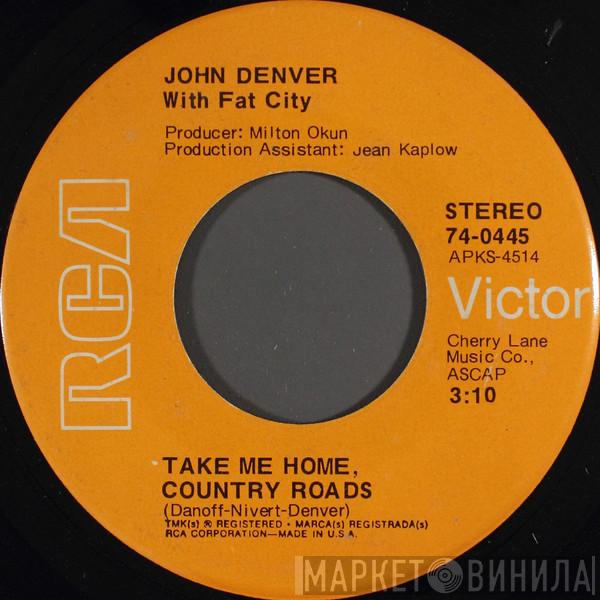 JOHN DENVER
With Fat City
Producer: Milton Okun
Production Assistant: Jean Kaplow
RCA
STEREO
74-0445
APKS-4514
Victor
Cherry Lane
Music Co.,
ASCAP
3:10
TAKE ME HOME,
COUNTRY ROADS
(Danoff-Nivert-Denver)
TMK(s) ® REGISTERED • MARCA(s) REGISTRADA(s)
RCA CORPORATION—MADE IN U.S.A.
МАРКЕТ ВИНИЛА